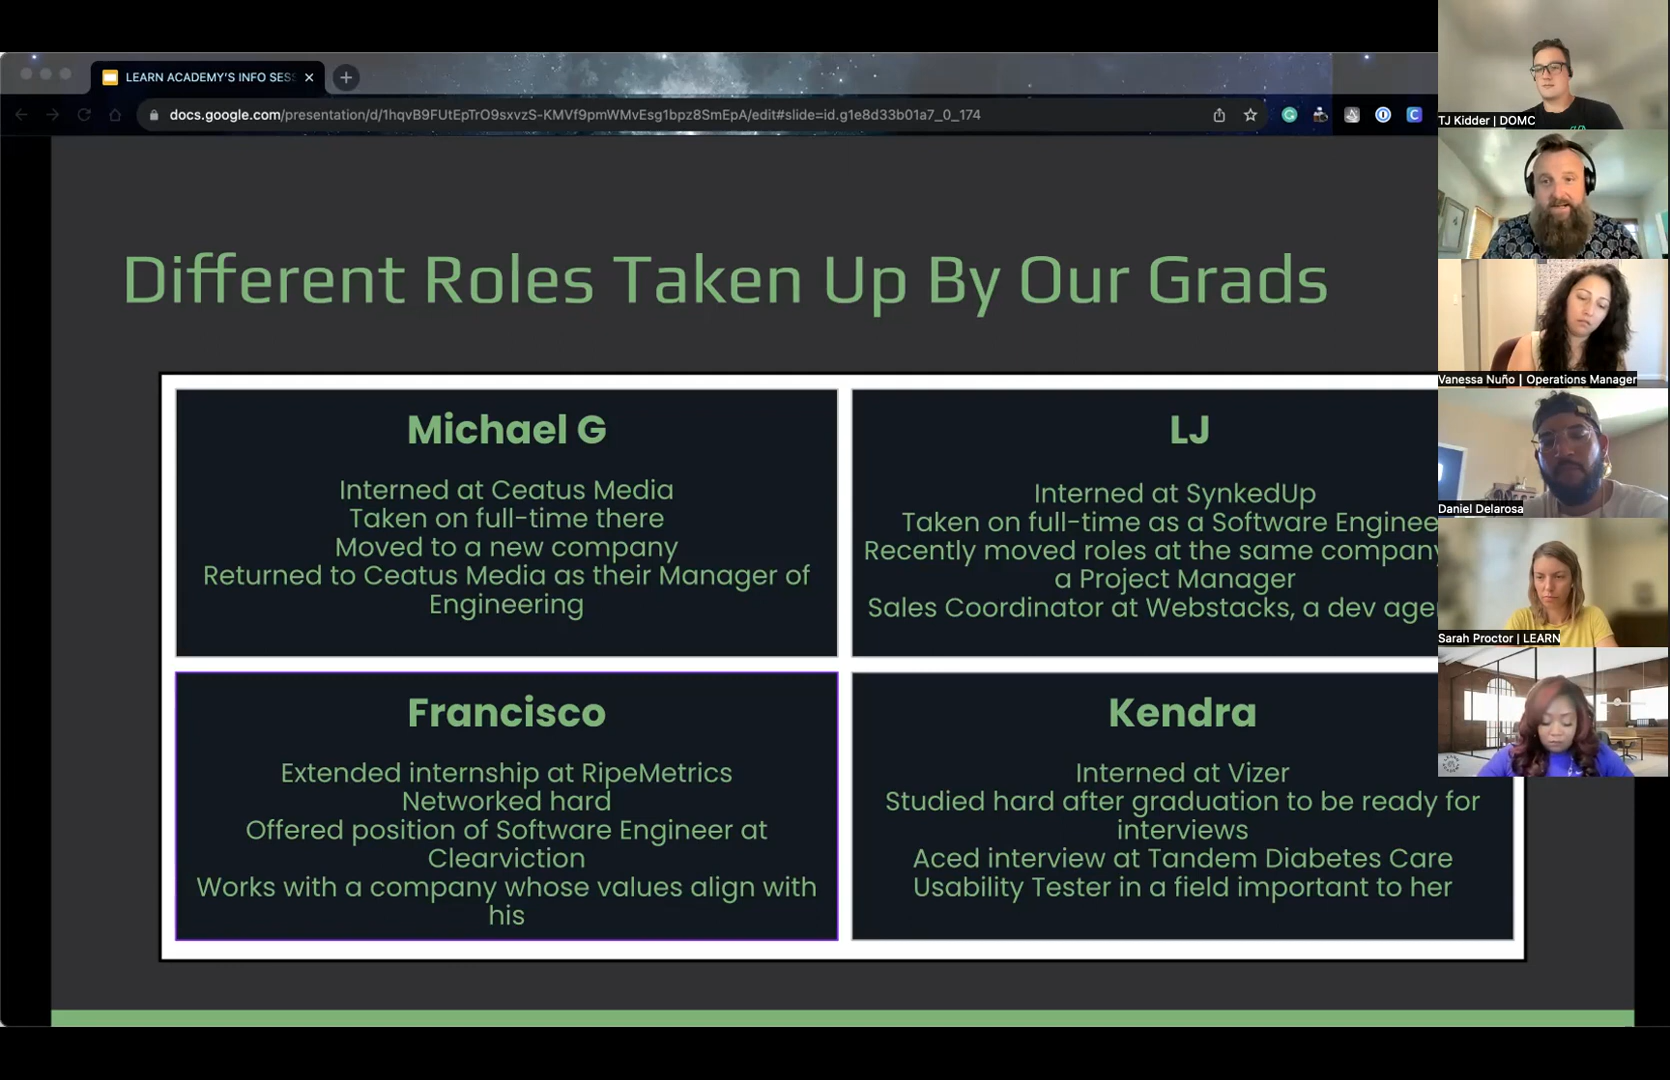 LEARN ACADEMY'S INFO SES
docs.google.com/presentation/d/1hqvB9FUtEpTrO9sxvzS-KMVf9pmWMvEsg1bpz8SmEpA/edit#slide=id.g1e8d33b01a7_0_174
Different Roles Taken Up By Our Grads
Michael G
Interned at Ceatus Media
Taken on full-time there
Moved to a new company
Returned to Ceatus Media as their Manager of
Engineering
LJ
Interned at SynkedUp
Taken on full-time as a Software Enginee
Recently moved roles at the same company
a Project Manager
Sales Coordinator at Webstacks, a dev age
Francisco
Extended internship at RipeMetrics
Networked hard
Offered position of Software Engineer at
Clearviction
Works with a company whose values align with
his
Kendra
Interned at Vizer
Studied hard after graduation to be ready for
interviews
Aced interview at Tandem Diabetes Care
Usability Tester in a field important to her
TJ Kidder | DOMC
Vanessa Nuño | Operations Manager
Daniel Delarosa
Sarah Proctor | LEARN